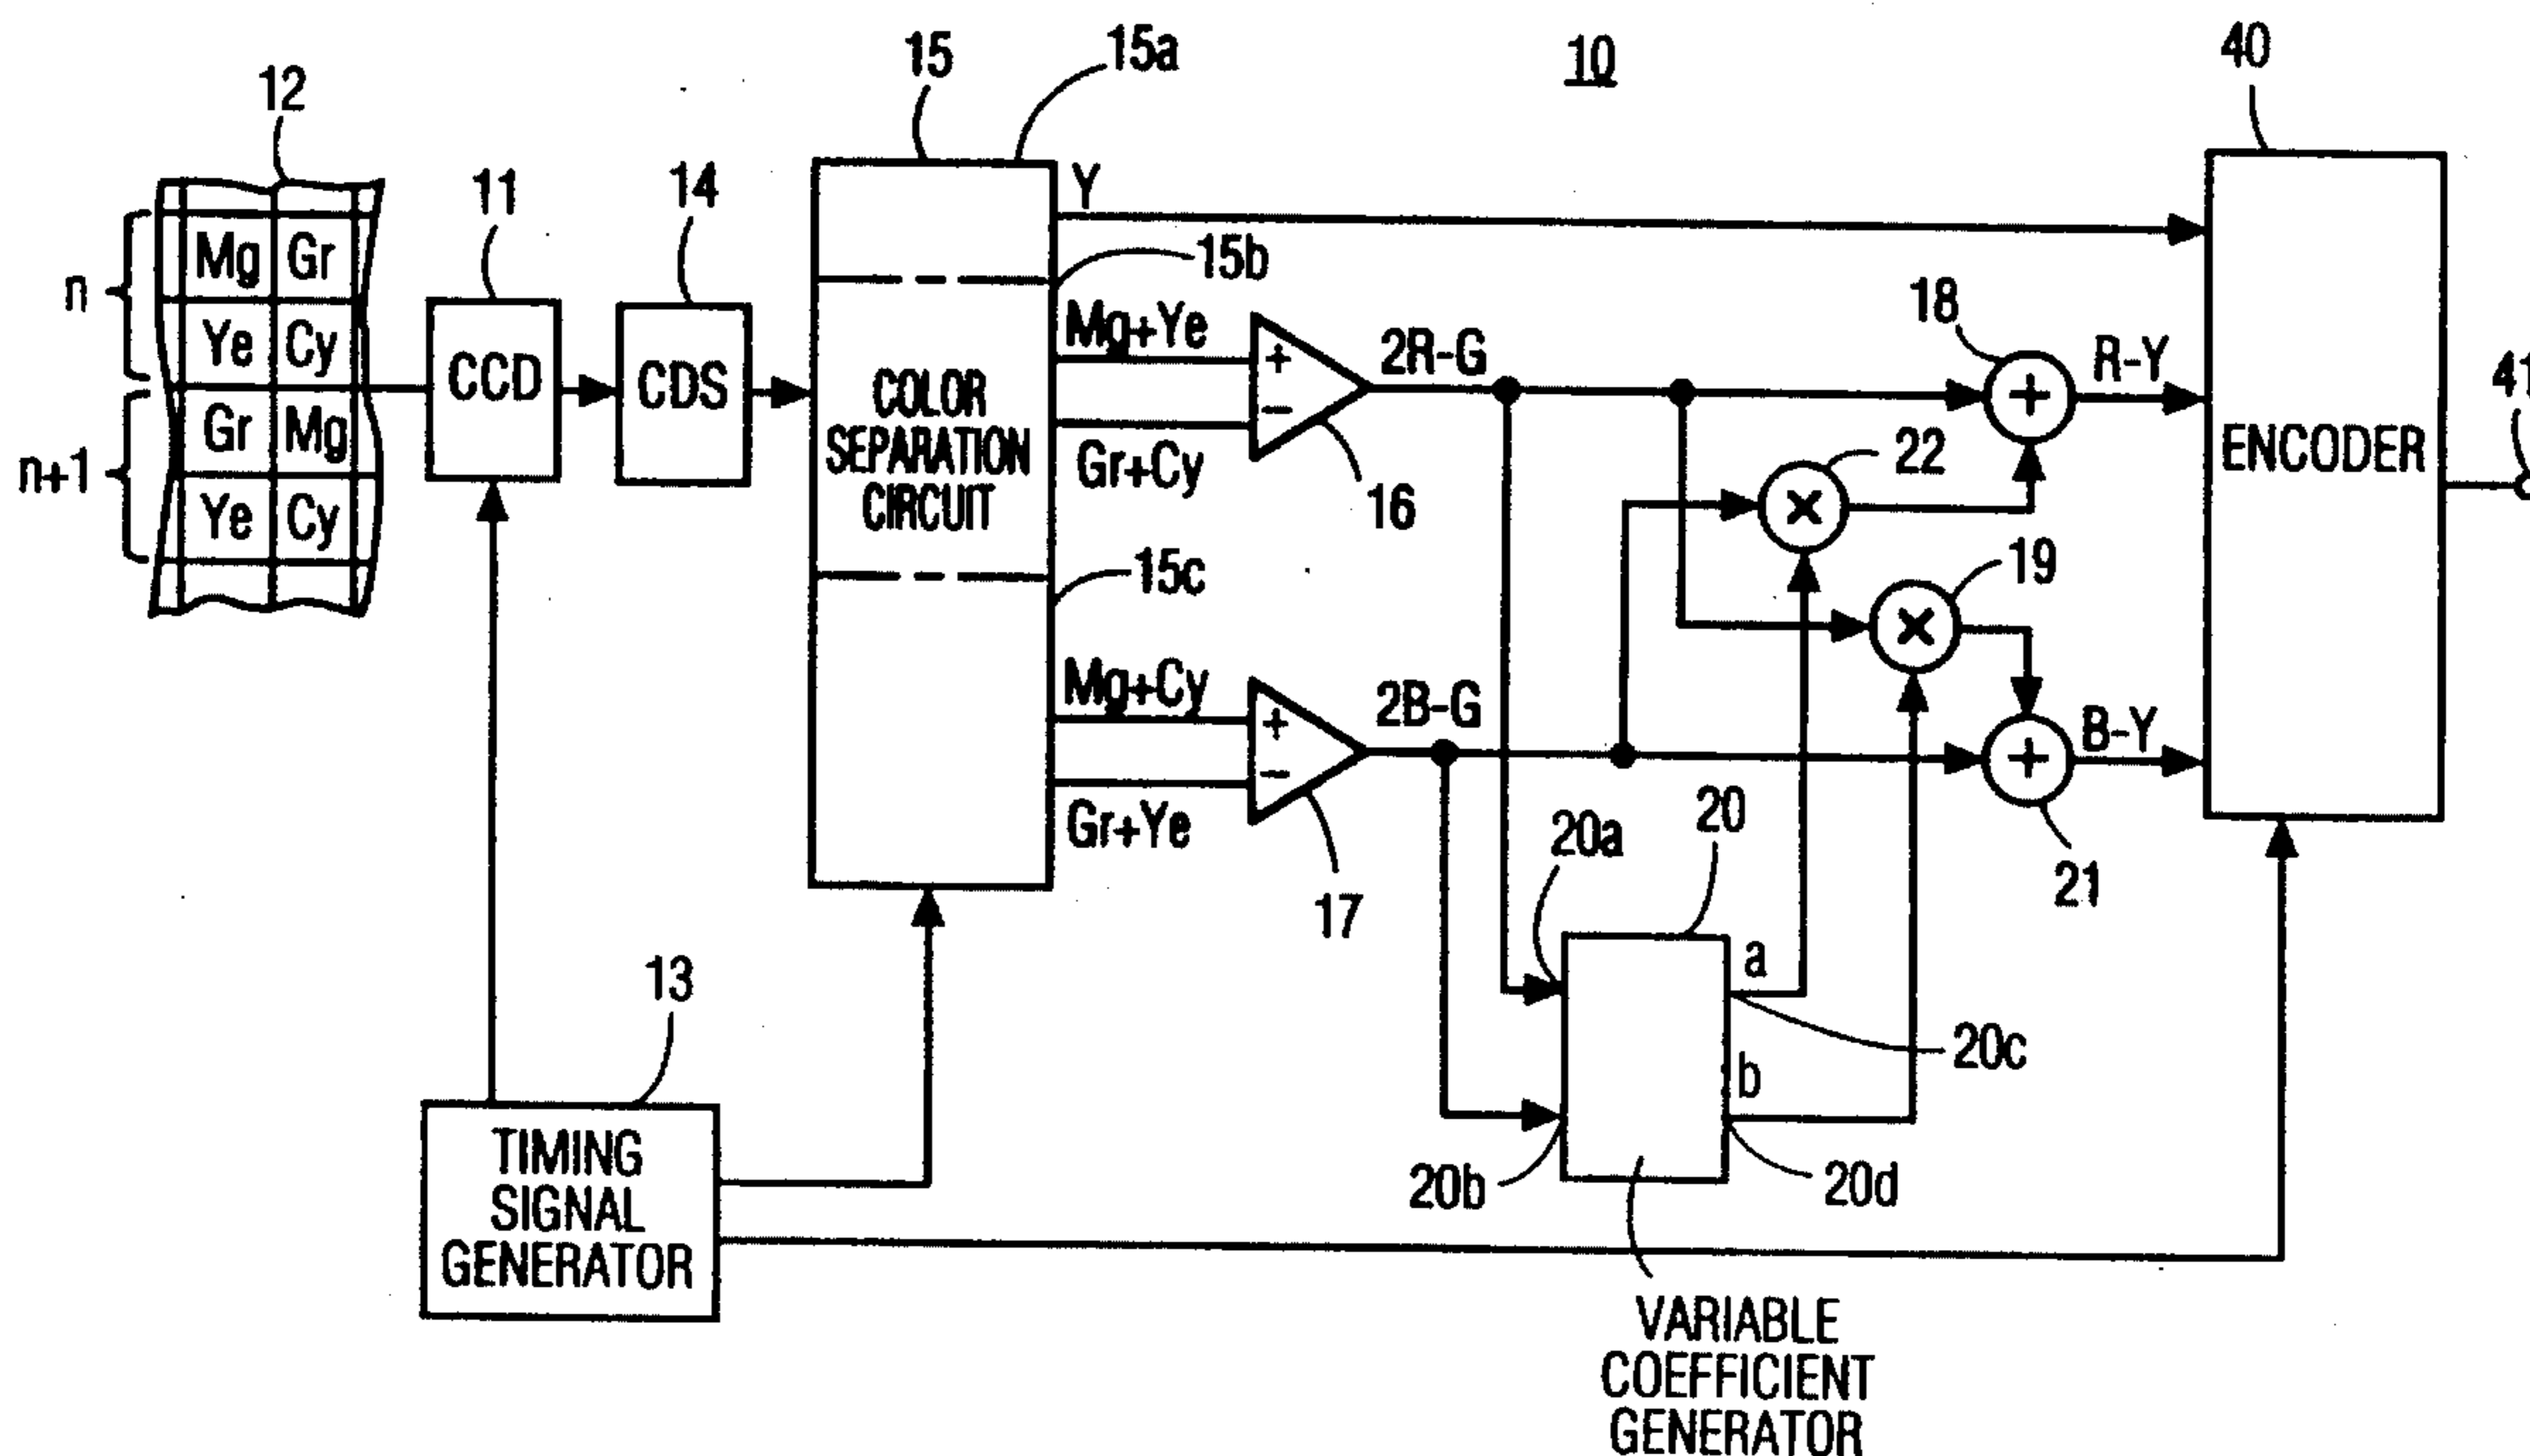 10
12
n
Mg Gr
Ye Cy
n+1
Gr Mg
Ye Cy
11
CCD
14
CDS
15
15a
15b
15c
COLOR
SEPARATION
CIRCUIT
Y
Mg+Ye
Gr+Cy
Mg+Cy
Gr+Ye
+
−
16
+
−
17
2R-G
2B-G
18
+
R-Y
22
×
19
×
+
B-Y
21
40
ENCODER
41
20a
20
a
20c
b
20b
20d
VARIABLE
COEFFICIENT
GENERATOR
13
TIMING
SIGNAL
GENERATOR